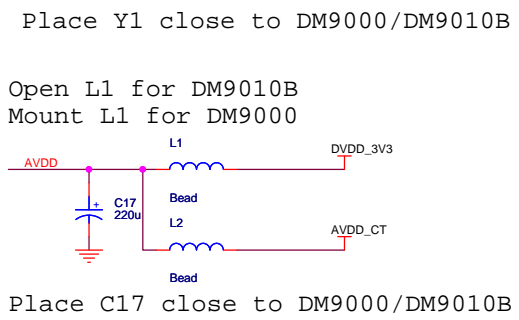 Place Y1 close to DM9000/DM9010B
Open L1 for DM9010B
Mount L1 for DM9000
L1
DVDD_3V3
AVDD
Bead
+
C17
220u
L2
AVDD_CT
Bead
Place C17 close to DM9000/DM9010B